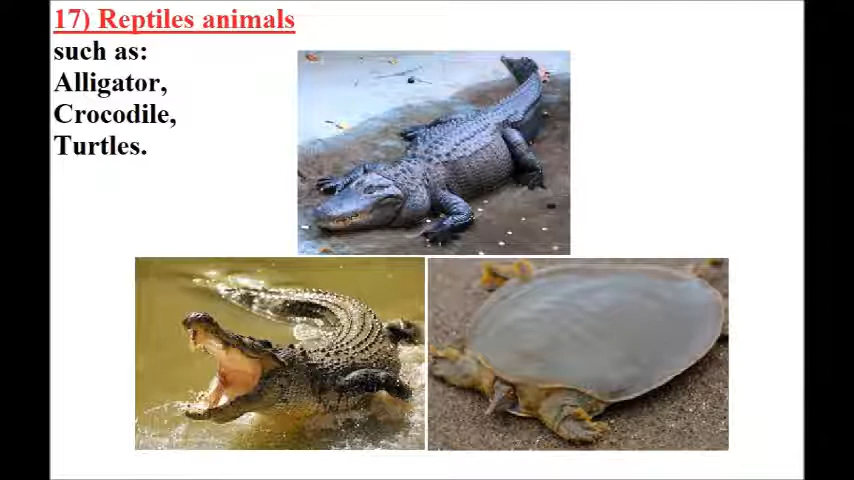 17) Reptiles animals
such as:
Alligator,
Crocodile,
Turtles.